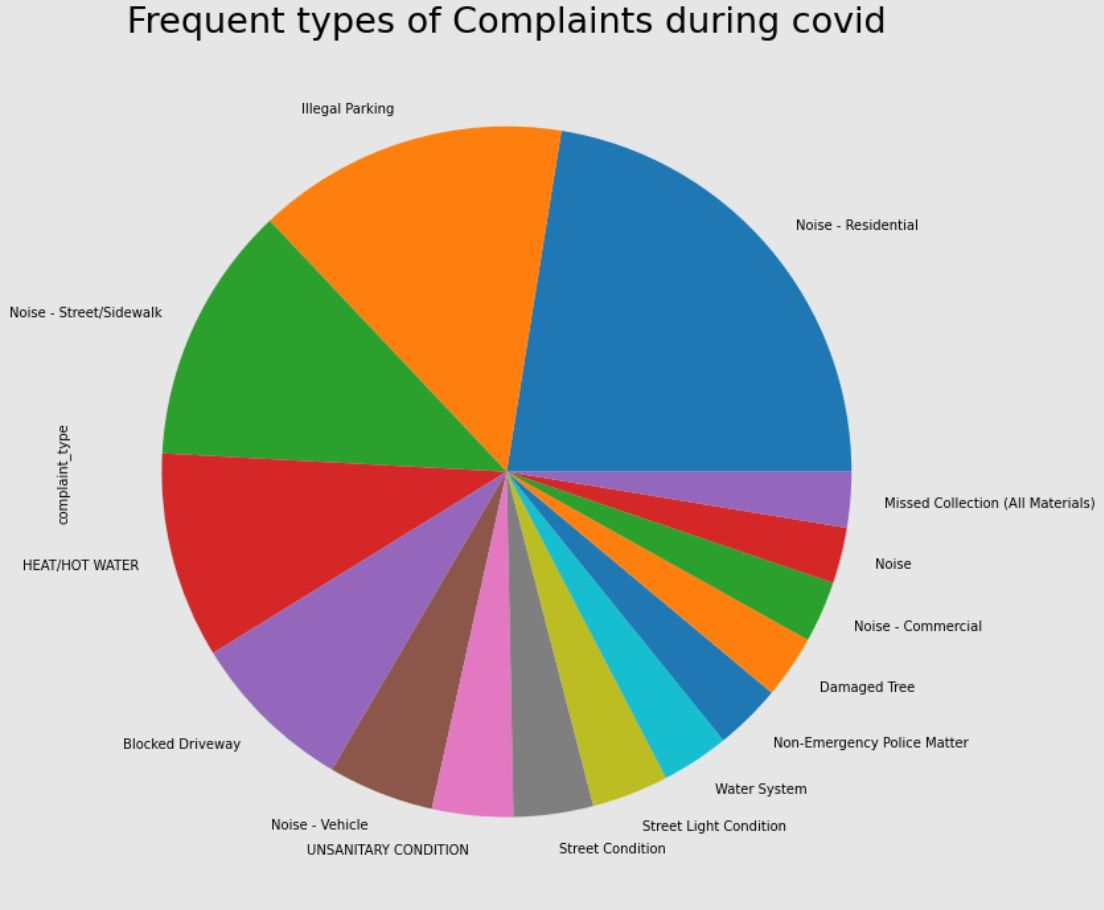 Frequent types of Complaints during covid
Illegal Parking
Noise - Residential
Noise - Street/Sidewalk
complaint_type
Missed Collection (All Materials)
HEAT/HOT WATER
Noise
Noise - Commercial
Damaged Tree
Blocked Driveway
Non-Emergency Police Matter
Water System
Noise - Vehicle
Street Light Condition
UNSANITARY CONDITION
Street Condition